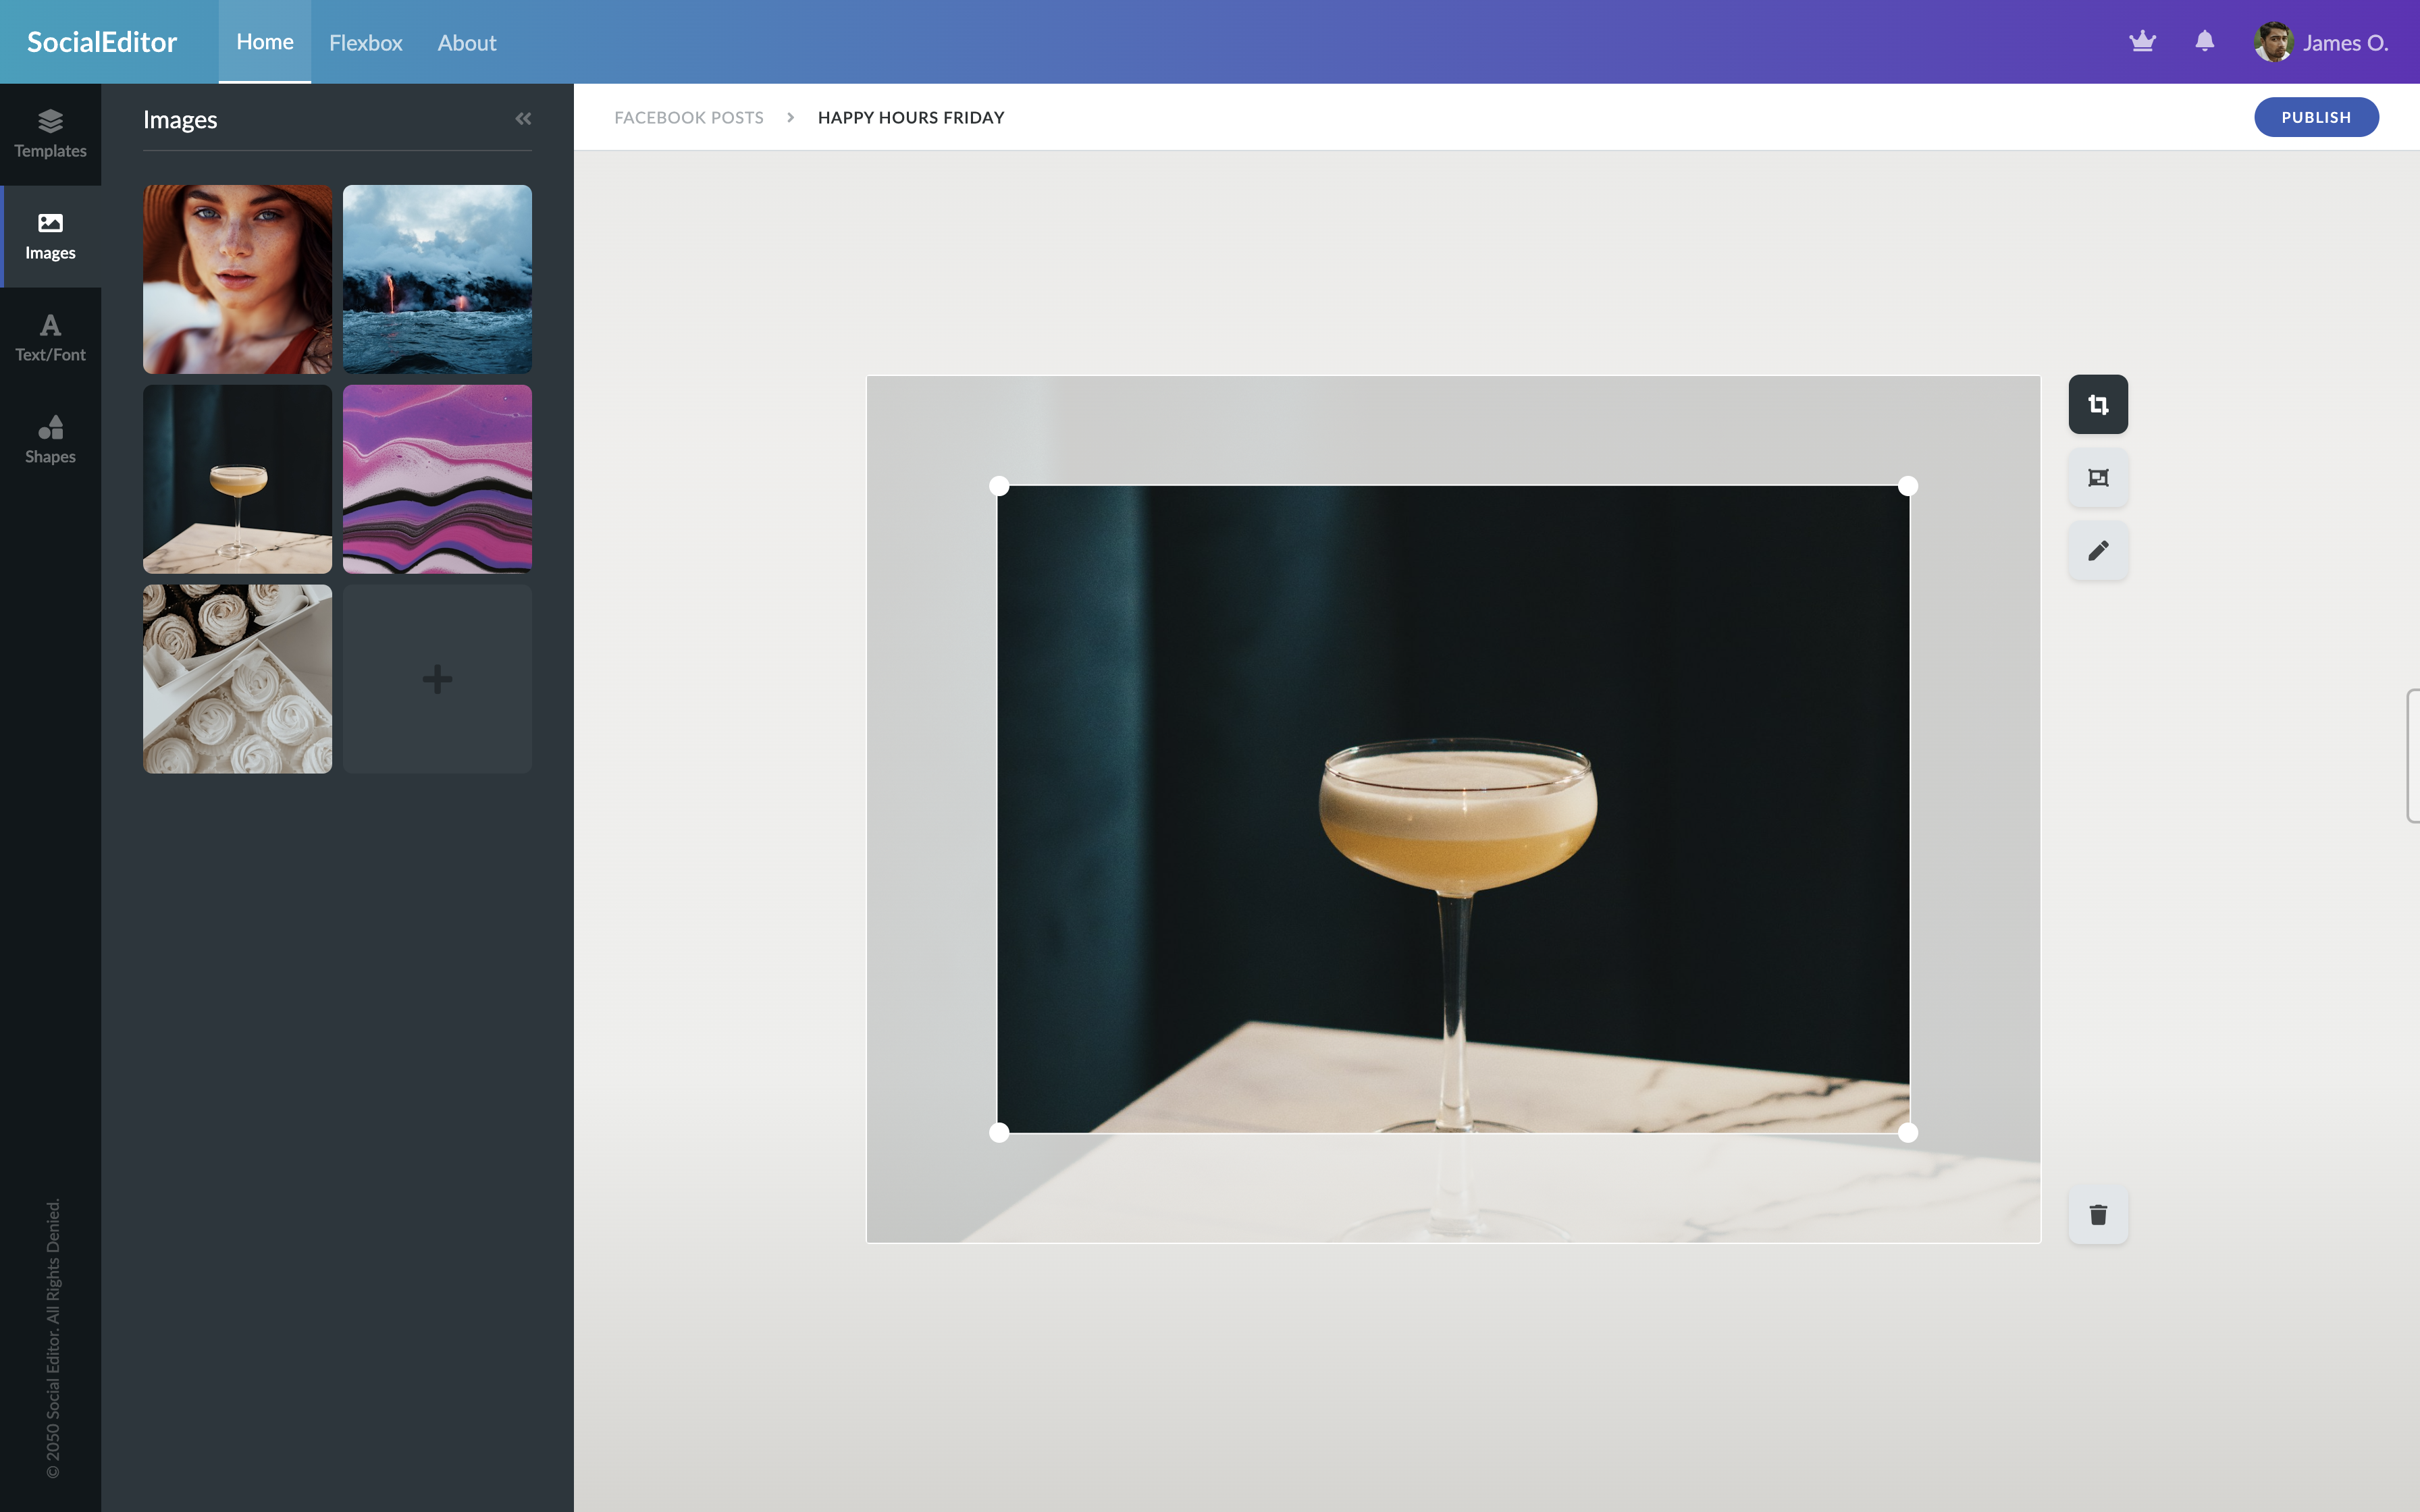 SocialEditor
Home
Flexbox
About
James O.
Templates
Images
Text/Font
Shapes
© 2050 Social Editor. All Rights Denied.
Images
FACEBOOK POSTS
HAPPY HOURS FRIDAY
PUBLISH